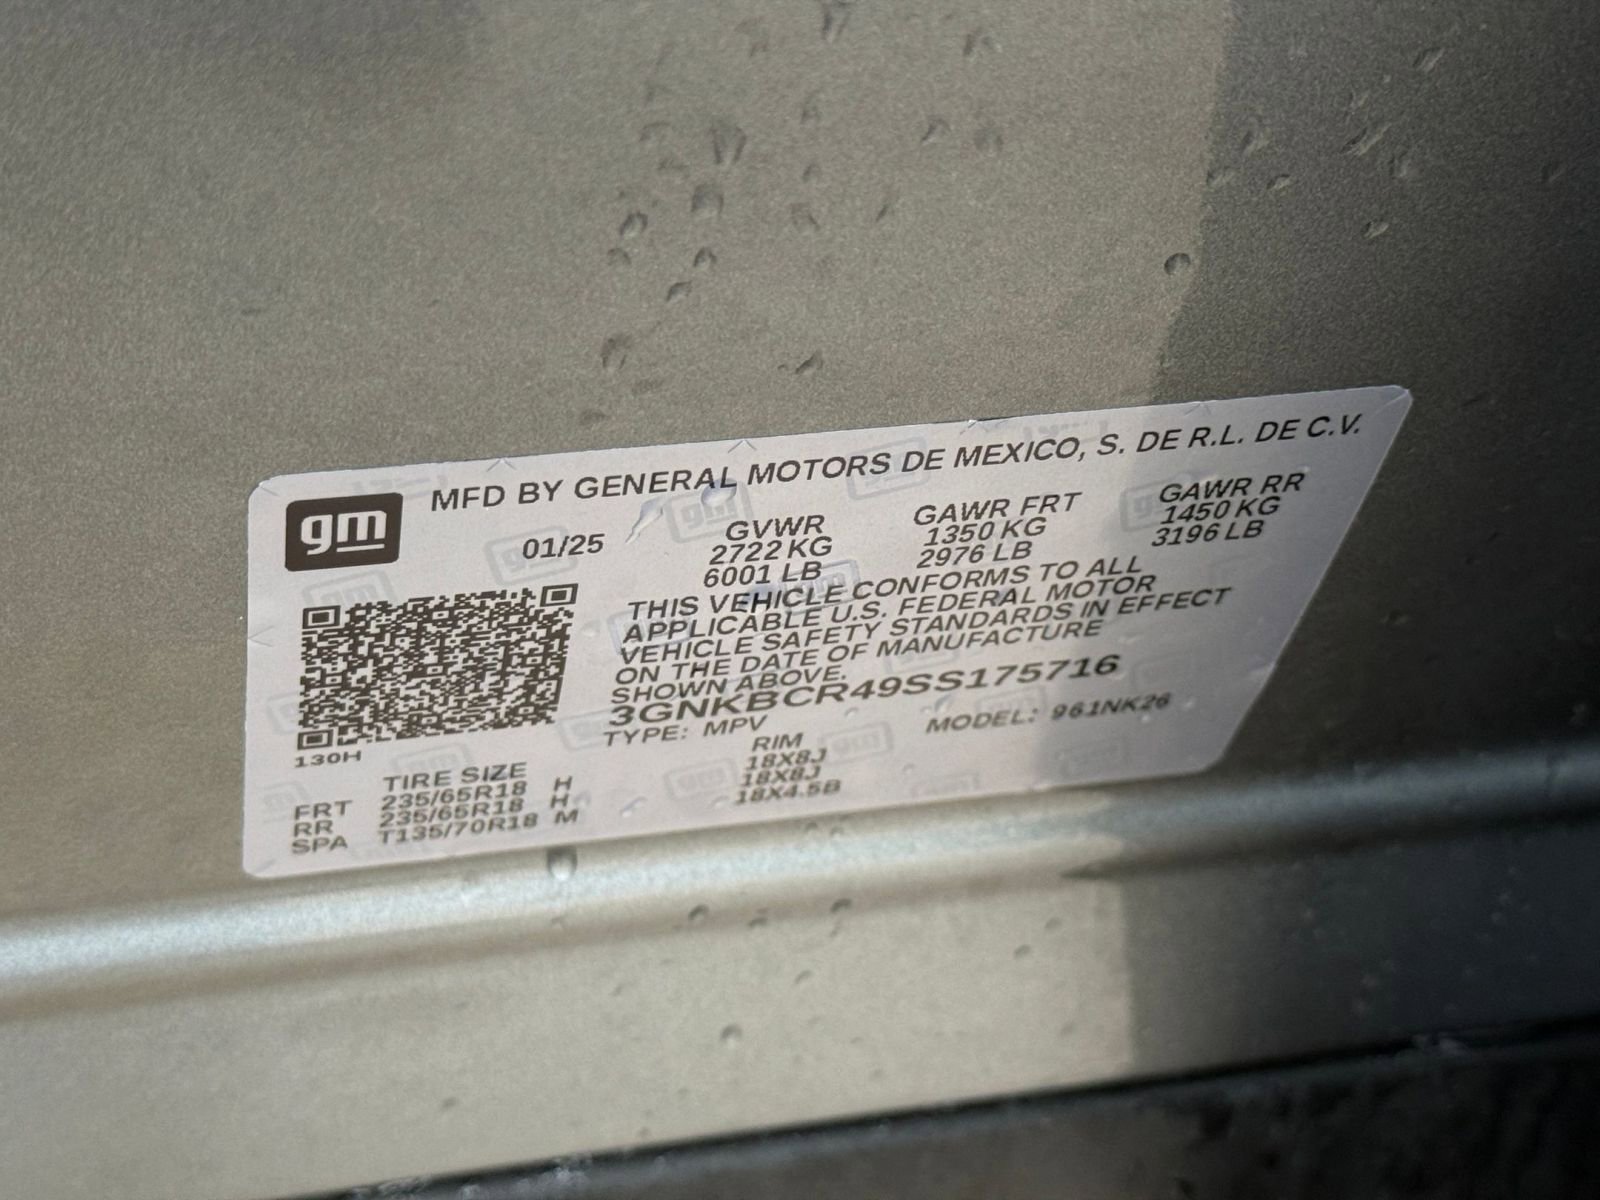 gm
MFD BY GENERAL MOTORS DE MEXICO, S. DE R.L. DE C.V.
01/25
GVWR
2722 KG
6001 LB
GAWR FRT
1350 KG
2976 LB
GAWR RR
1450 KG
3196 LB
THIS VEHICLE CONFORMS TO ALL
APPLICABLE U.S. FEDERAL MOTOR
VEHICLE SAFETY STANDARDS IN EFFECT
ON THE DATE OF MANUFACTURE
SHOWN ABOVE.
3GNKBCR49SS175716
TYPE: MPV
MODEL: 961NK26
130H
TIRE SIZE
RIM
FRT 235/65R18 H 18X8J
RR 235/65R18 H 18X8J
SPA T135/70R18 M 18X4.5B